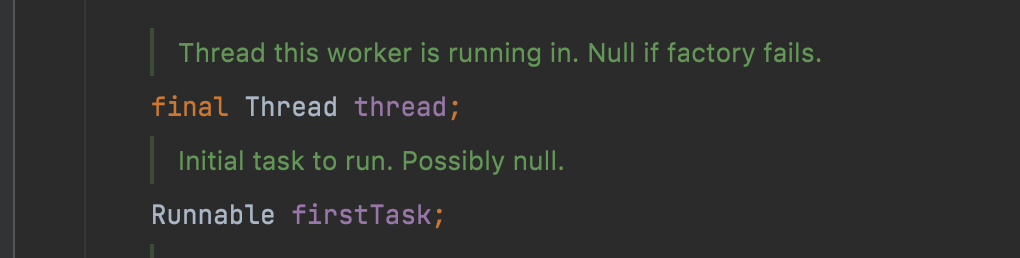 Thread this worker is running in. Null if factory fails.
final Thread thread;
Initial task to run. Possibly null.
Runnable firstTask;